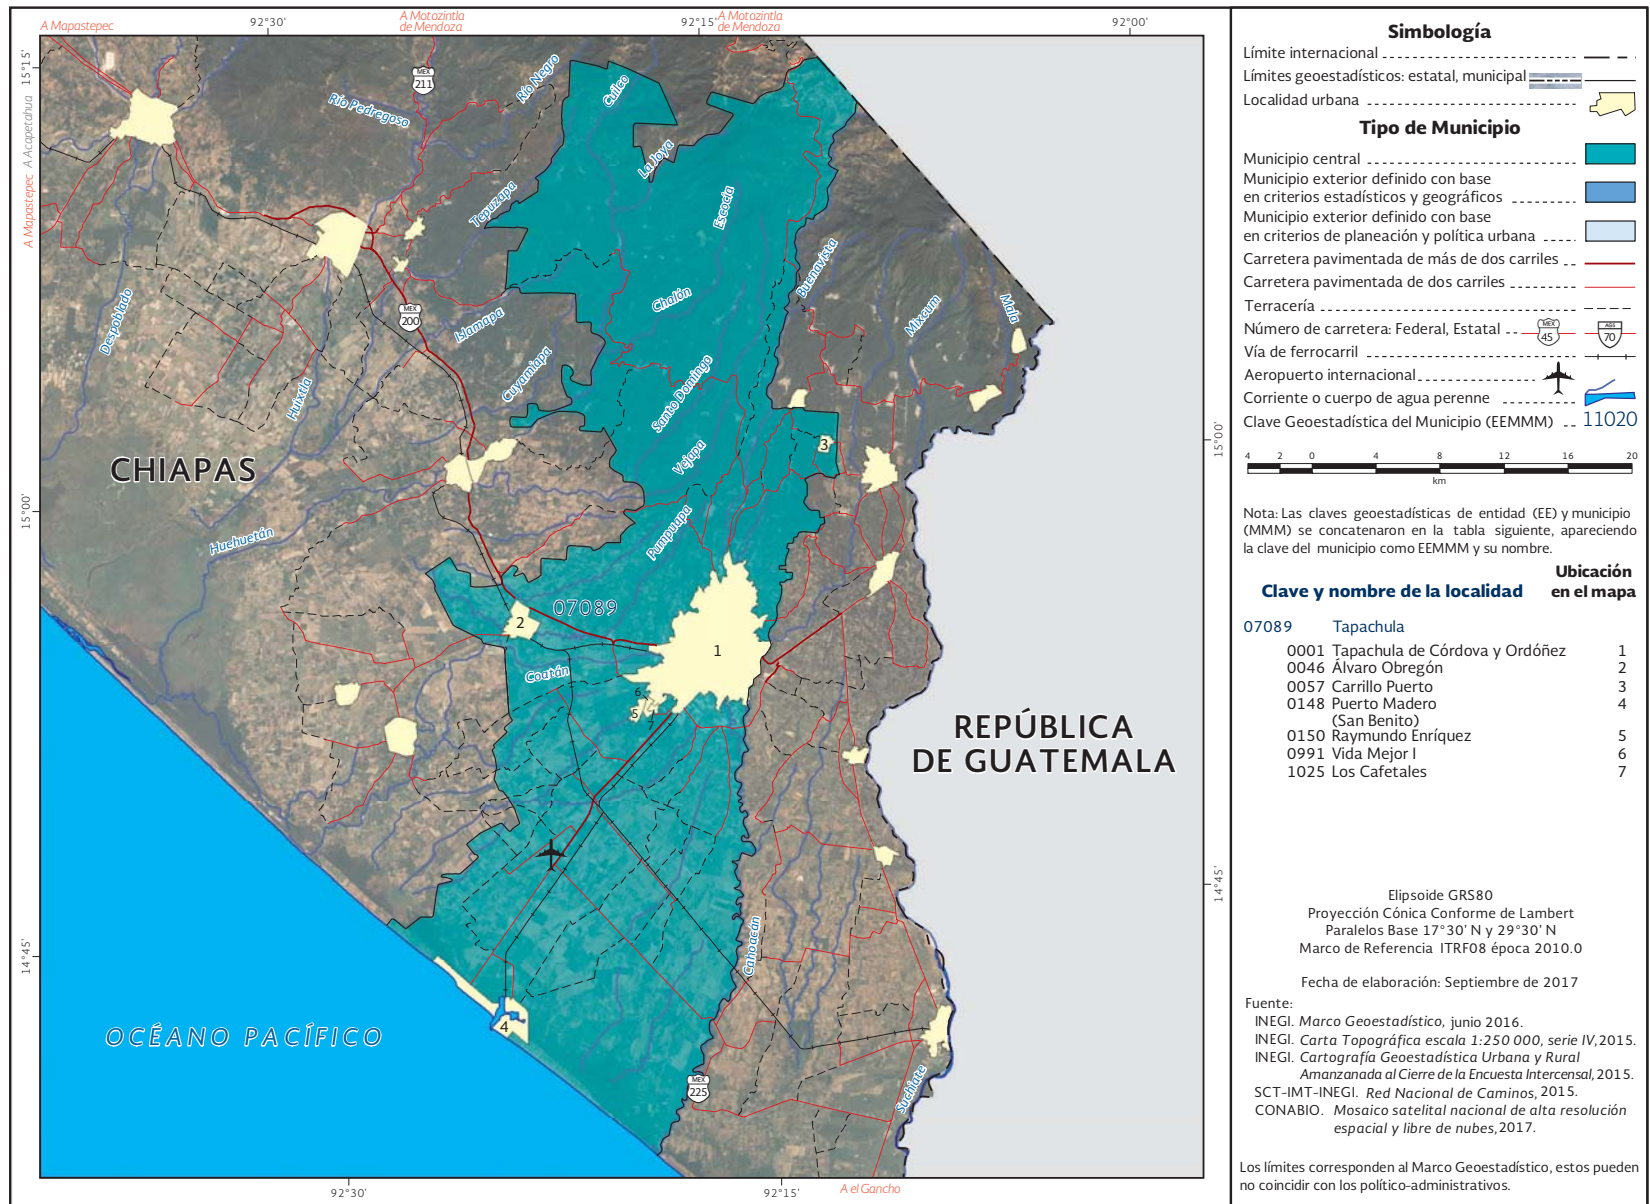 A Mapastepec
92°30'
A Motozintla
de Mendoza
92°15'
A Motozintla
de Mendoza
92°00'
15°15'
A Acapetahua
A Mapastepec
15°00'
14°45'
MEX
211
Río Pedregosa
Río Negro
Cuilco
La Joya
Escocia
Tepuzapa
Despoblado
MEX
200
Islamapa
Chalón
Buenavista
Mixcum
Mala
Huixtla
Cuyamiapa
Santo Domingo
Vejapa
3
CHIAPAS
Huehuetán
Pumpuapa
07089
2
1
Coatán
6
5
REPÚBLICA
DE GUATEMALA
Cahoacán
4
OCÉANO PACÍFICO
MEX
225
Suchiate
15°00'
14°45'
92°30'
92°15'
A el Gancho
Simbología
Límite internacional
Límites geoestadísticos: estatal, municipal
Localidad urbana
Tipo de Municipio
Municipio central
Municipio exterior definido con base
en criterios estadísticos y geográficos
Municipio exterior definido con base
en criterios de planeación y política urbana
Carretera pavimentada de más de dos carriles
Carretera pavimentada de dos carriles
Terracería
Número de carretera: Federal, Estatal MEX 45 AGS 70
Vía de ferrocarril
Aeropuerto internacional
Corriente o cuerpo de agua perenne
Clave Geoestadística del Municipio (EEMMM) 11020
4 2 0 4 8 12 16 20
km
Nota: Las claves geoestadísticas de entidad (EE) y municipio
(MMM) se concatenaron en la tabla siguiente, apareciendo
la clave del municipio como EEMMM y su nombre.
Clave y nombre de la localidad Ubicación
en el mapa
07089 Tapachula
0001 Tapachula de Córdova y Ordóñez 1
0046 Álvaro Obregón 2
0057 Carrillo Puerto 3
0148 Puerto Madero 4
(San Benito)
0150 Raymundo Enríquez 5
0991 Vida Mejor I 6
1025 Los Cafetales 7
Elipsoide GRS80
Proyección Cónica Conforme de Lambert
Paralelos Base 17°30' N y 29°30' N
Marco de Referencia ITRF08 época 2010.0
Fecha de elaboración: Septiembre de 2017
Fuente:
INEGI. Marco Geoestadístico, junio 2016.
INEGI. Carta Topográfica escala 1:250 000, serie IV, 2015.
INEGI. Cartografía Geoestadística Urbana y Rural
Amanzanada al Cierre de la Encuesta Intercensal, 2015.
SCT-IMT-INEGI. Red Nacional de Caminos, 2015.
CONABIO. Mosaico satelital nacional de alta resolución
espacial y libre de nubes, 2017.
Los límites corresponden al Marco Geoestadístico, estos pueden
no coincidir con los político-administrativos.